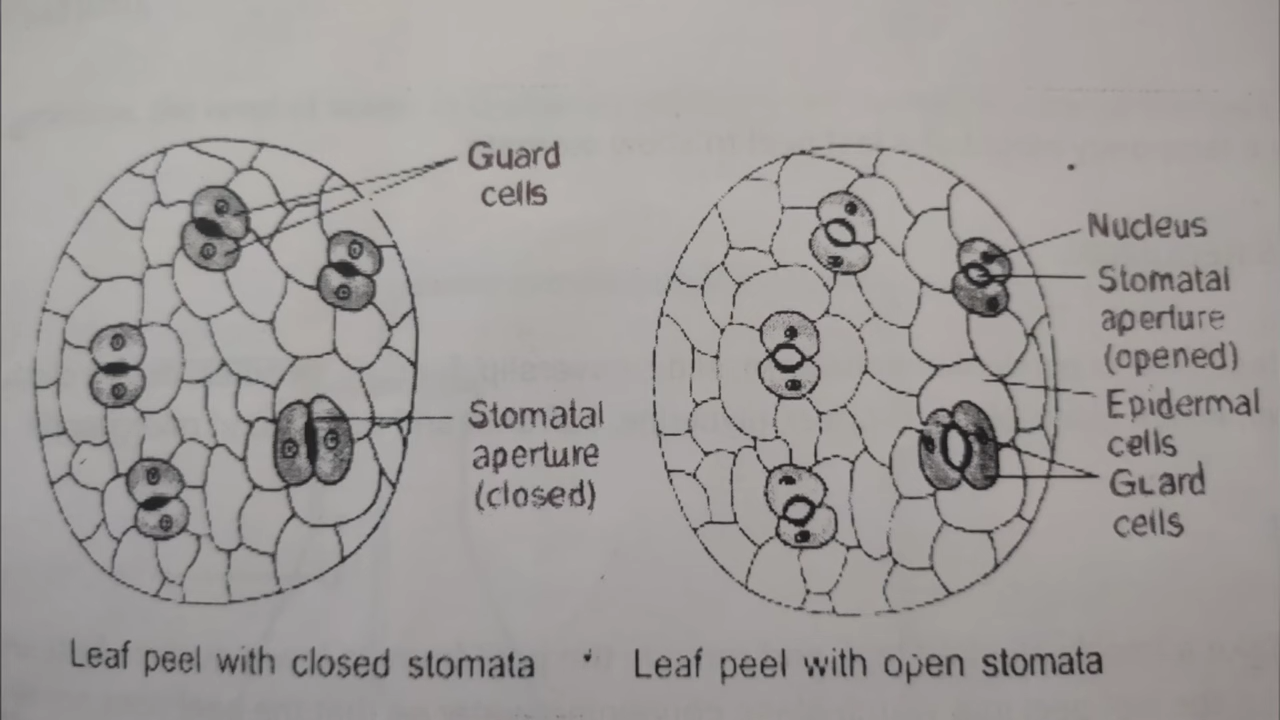 Guard
cells
Stomatal
aperture
(closed)
Nucleus
Stomatal
aperture
(opened)
Epidermal
cells
Guard
cells
Leaf peel with closed stomata
Leaf peel with open stomata